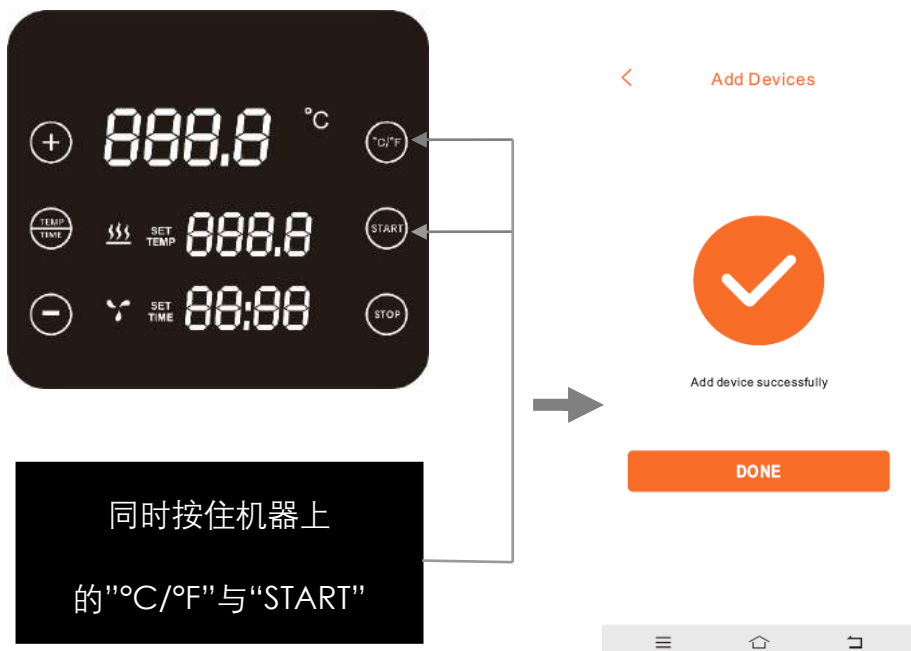 888.8 °C
°C/°F
TEMP
TIME
SET
TEMP
888.8
START
SET
TIME
88:88
STOP
同时按住机器上
的”°C/°F”与“START”
Add Devices
Add device successfully
DONE